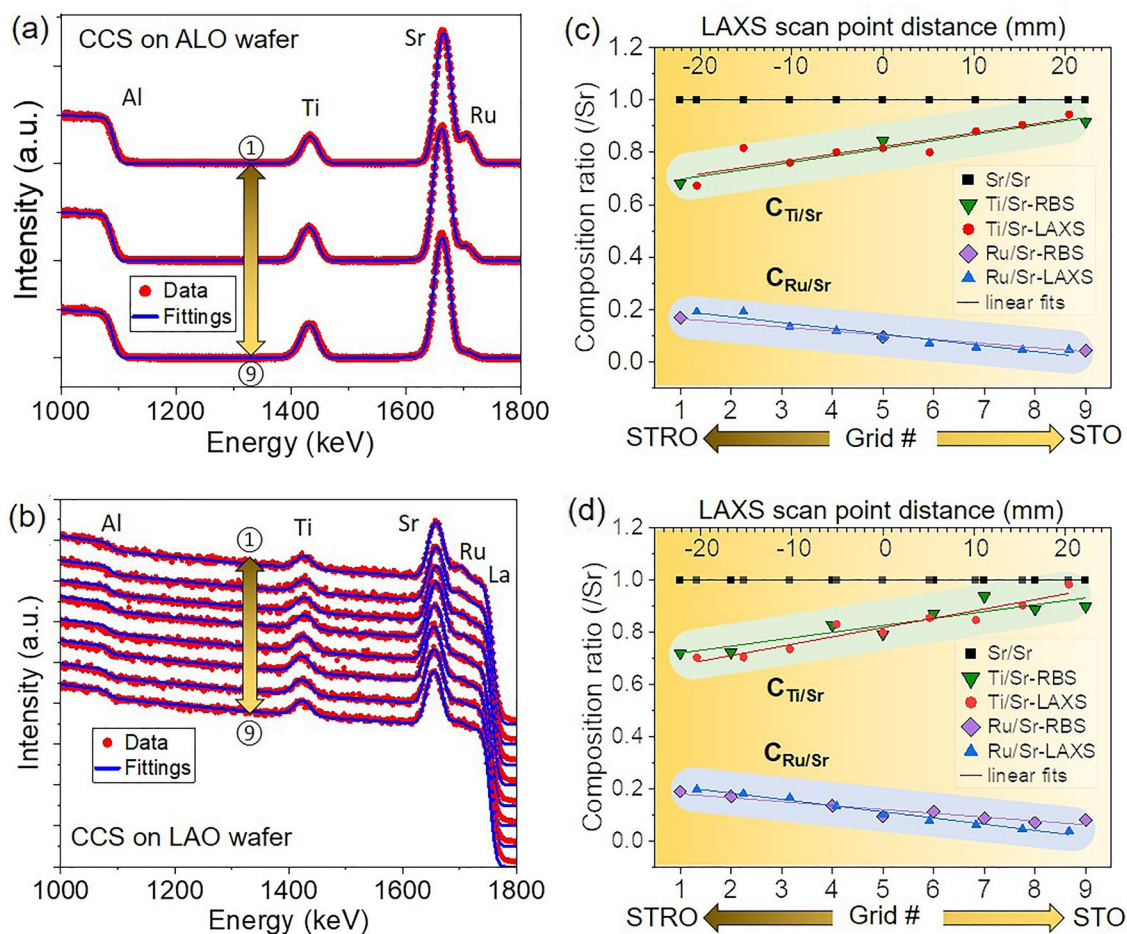 (a)
CCS on ALO wafer
Al
Ti
Sr
Ru
①
⑨
Data
Fittings
Intensity (a.u.)
1000 1200 1400 1600 1800
Energy (keV)
(b)
Al
Ti
Sr
Ru
La
①
⑨
Data
Fittings
CCS on LAO wafer
Intensity (a.u.)
1000 1200 1400 1600 1800
Energy (keV)
(c)
LAXS scan point distance (mm)
-20 -10 0 10 20
1.2
1.0
0.8
0.6
0.4
0.2
0.0
Composition ratio (/Sr)
C Ti/Sr
C Ru/Sr
Sr/Sr
Ti/Sr-RBS
Ti/Sr-LAXS
Ru/Sr-RBS
Ru/Sr-LAXS
linear fits
1 2 3 4 5 6 7 8 9
STRO Grid # STO
(d)
LAXS scan point distance (mm)
-20 -10 0 10 20
1.2
1.0
0.8
0.6
0.4
0.2
0.0
Composition ratio (/Sr)
C Ti/Sr
C Ru/Sr
Sr/Sr
Ti/Sr-RBS
Ti/Sr-LAXS
Ru/Sr-RBS
Ru/Sr-LAXS
linear fits
1 2 3 4 5 6 7 8 9
STRO Grid # STO